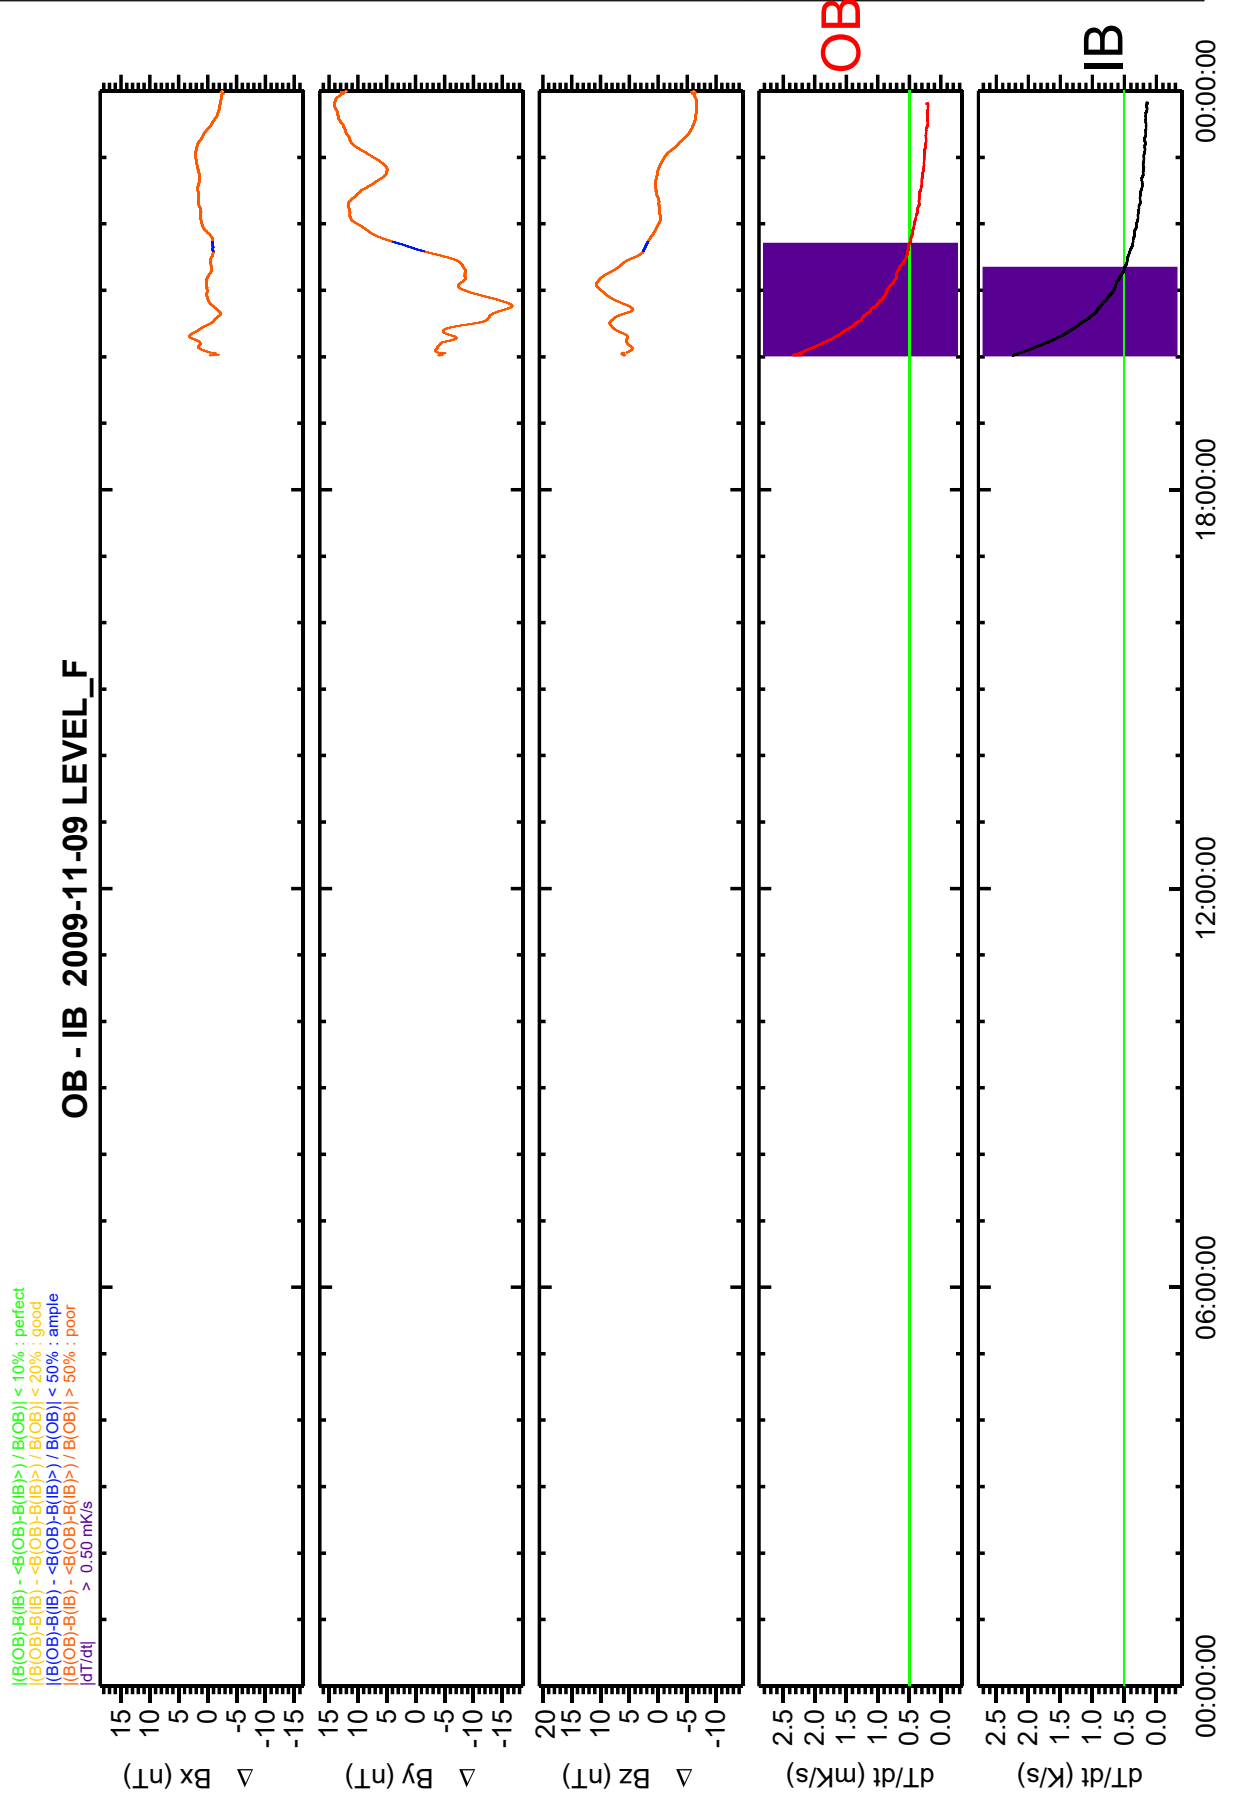 |(B(OB)-B(IB) - <B(OB)-B(IB)>) / B(OB)| < 10% : perfect
|(B(OB)-B(IB) - <B(OB)-B(IB)>) / B(OB)| < 20% : good
|(B(OB)-B(IB) - <B(OB)-B(IB)>) / B(OB)| < 50% : ample
|(B(OB)-B(IB) - <B(OB)-B(IB)>) / B(OB)| > 50% : poor
|dT/dt| > 0.50 mK/s
OB - IB 2009-11-09 LEVEL_F
Δ Bx (nT)
15
10
5
0
-5
-10
-15
Δ By (nT)
15
10
5
0
-5
-10
-15
Δ Bz (nT)
20
15
10
5
0
-5
-10
dT/dt (mK/s)
2.5
2.0
1.5
1.0
0.5
0.0
OB
dT/dt (K/s)
2.5
2.0
1.5
1.0
0.5
0.0
IB
00:00:00
06:00:00
12:00:00
18:00:00
00:00:00